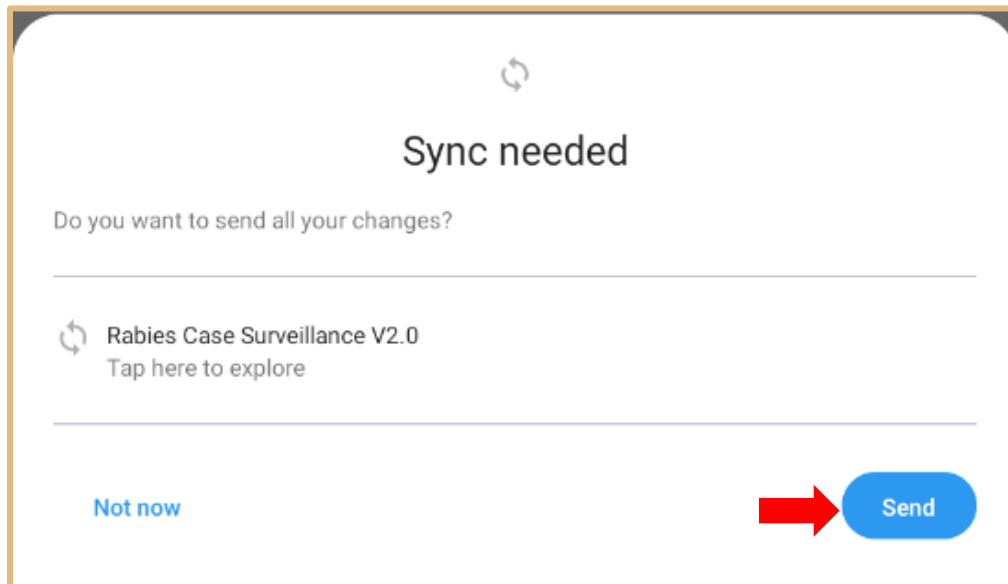 Sync needed
Do you want to send all your changes?
Rabies Case Surveillance V2.0
Tap here to explore
Not now
Send